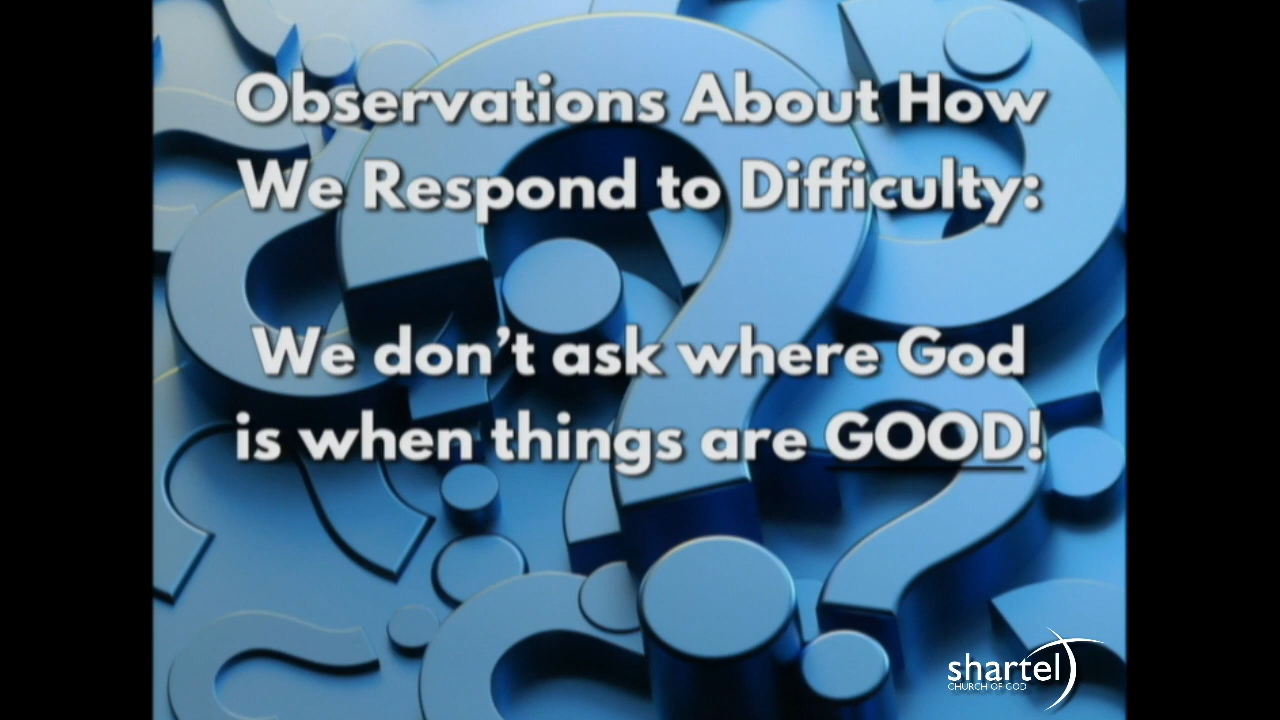 Observations About How
We Respond to Difficulty:
We don’t ask where God
is when things are GOOD!
shartel
CHURCH OF GOD